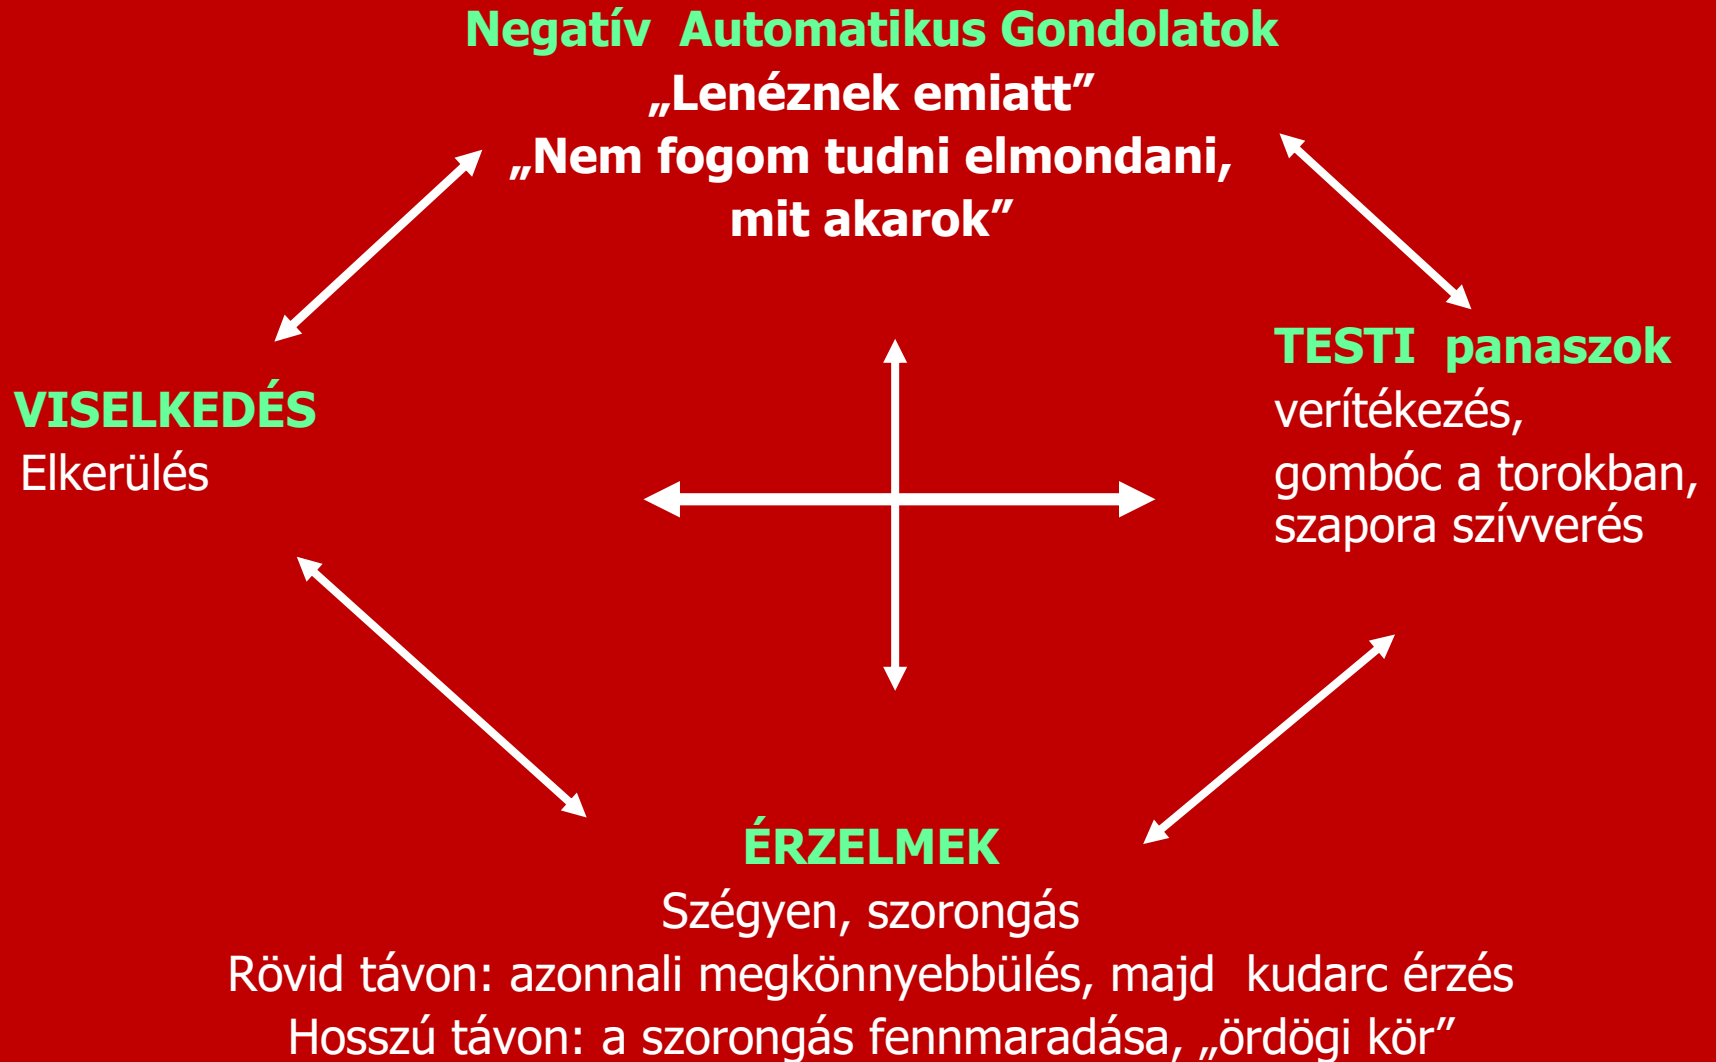 Negatív  Automatikus Gondolatok
„Lenéznek emiatt”
„Nem fogom tudni elmondani,
mit akarok”
VISELKEDÉS
Elkerülés
TESTI  panaszok
verítékezés,
gombóc a torokban,
szapora szívverés
ÉRZELMEK
Szégyen, szorongás
Rövid távon: azonnali megkönnyebbülés, majd  kudarc érzés
Hosszú távon: a szorongás fennmaradása, „ördögi kör”